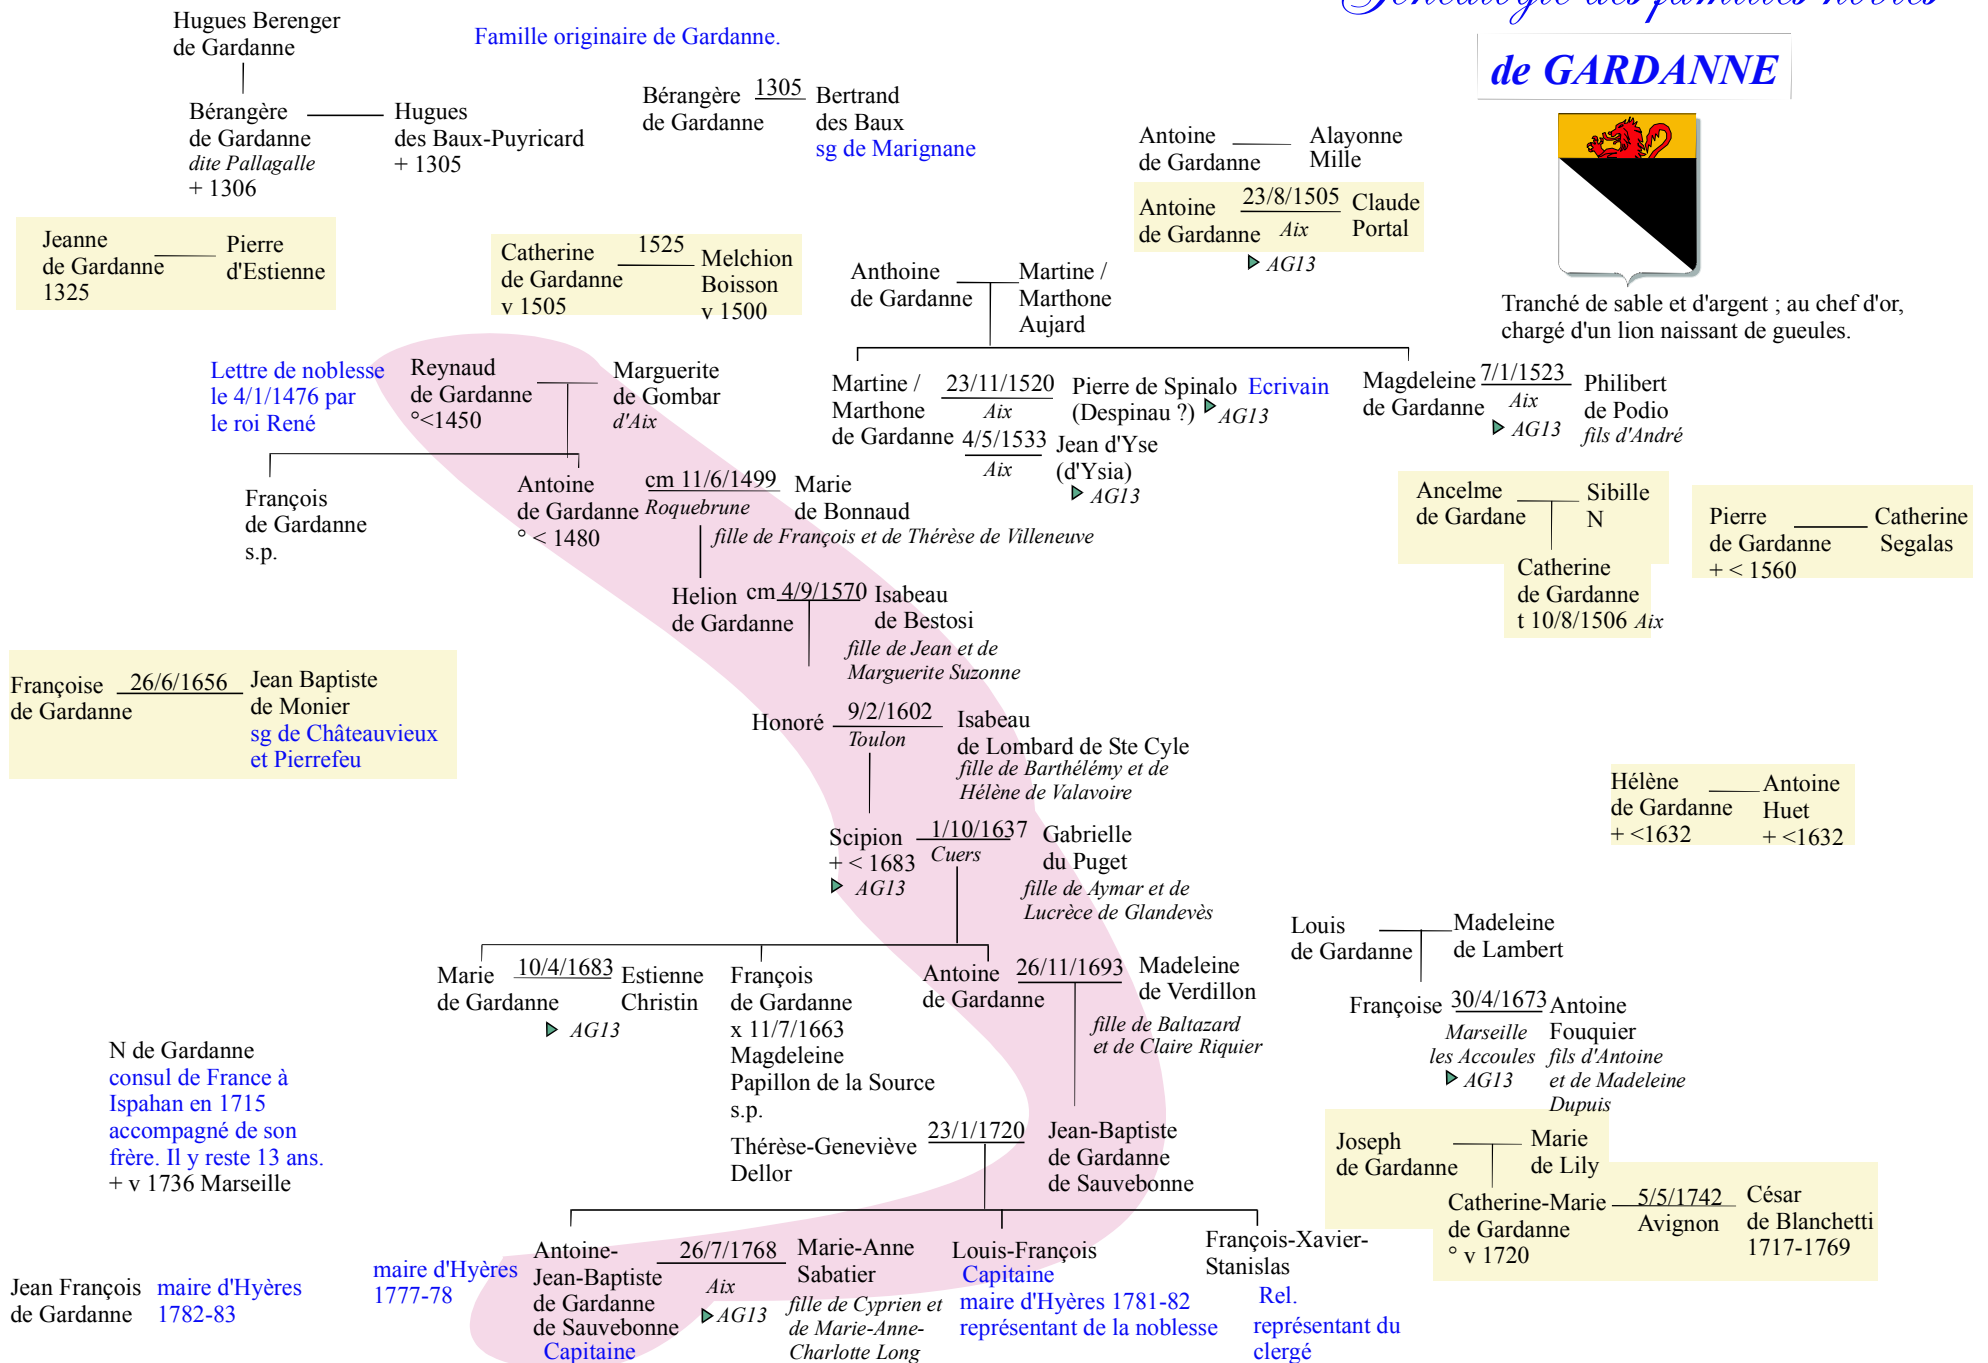 Généalogie des familles nobles
de GARDANNE
Tranché de sable et d'argent ; au chef d'or,
chargé d'un lion naissant de gueules.
Famille originaire de Gardanne.
Hugues Berenger
de Gardanne
Bérangère
de Gardanne
dite Pallagalle
+ 1306
Hugues
des Baux-Puyricard
+ 1305
Bérangère
de Gardanne
1305
Bertrand
des Baux
sg de Marignane
Antoine
de Gardanne
Alayonne
Mille
Antoine
de Gardanne
23/8/1505
Aix
Claude
Portal
AG13
Jeanne
de Gardanne
1325
Pierre
d'Estienne
Catherine
de Gardanne
v 1505
1525
Melchion
Boisson
v 1500
Anthoine
de Gardanne
Martine /
Marthone
Aujard
Martine /
Marthone
de Gardanne
23/11/1520
Aix
Pierre de Spinalo Ecrivain
(Despinau ?) AG13
4/5/1533
Aix
Jean d'Yse
(d'Ysia)
AG13
Magdeleine
de Gardanne
7/1/1523
Aix
AG13
Philibert
de Podio
fils d'André
Lettre de noblesse
le 4/1/1476 par
le roi René
Reynaud
de Gardanne
°<1450
Marguerite
de Gombar
d'Aix
François
de Gardanne
s.p.
Antoine
de Gardanne
° < 1480
cm 11/6/1499
Roquebrune
Marie
de Bonnaud
fille de François et de Thérèse de Villeneuve
Ancelme
de Gardane
Sibille
N
Catherine
de Gardanne
t 10/8/1506 Aix
Pierre
de Gardanne
+ < 1560
Catherine
Segalas
Helion
de Gardanne
cm 4/9/1570
Isabeau
de Bestosi
fille de Jean et de
Marguerite Suzonne
Françoise
de Gardanne
26/6/1656
Jean Baptiste
de Monier
sg de Châteauvieux
et Pierrefeu
Honoré
9/2/1602
Toulon
Isabeau
de Lombard de Ste Cyle
fille de Barthélémy et de
Hélène de Valavoire
Hélène
de Gardanne
+ <1632
Antoine
Huet
+ <1632
Scipion
+ < 1683
AG13
1/10/1637
Cuers
Gabrielle
du Puget
fille de Aymar et de
Lucrèce de Glandevès
Louis
de Gardanne
Madeleine
de Lambert
Marie
de Gardanne
10/4/1683
Estienne
Christin
AG13
François
de Gardanne
x 11/7/1663
Magdeleine
Papillon de la Source
s.p.
Antoine
de Gardanne
26/11/1693
Madeleine
de Verdillon
fille de Baltazard
et de Claire Riquier
Françoise
30/4/1673
Marseille
les Accoules
AG13
Antoine
Fouquier
fils d'Antoine
et de Madeleine
Dupuis
N de Gardanne
consul de France à
Ispahan en 1715
accompagné de son
frère. Il y reste 13 ans.
+ v 1736 Marseille
Thérèse-Geneviève
Dellor
23/1/1720
Jean-Baptiste
de Gardanne
de Sauvebonne
Joseph
de Gardanne
Marie
de Lily
Catherine-Marie
de Gardanne
° v 1720
5/5/1742
Avignon
César
de Blanchetti
1717-1769
Jean François
de Gardanne
maire d'Hyères
1782-83
maire d'Hyères
1777-78
Antoine-
Jean-Baptiste
de Gardanne
de Sauvebonne
Capitaine
26/7/1768
Aix
AG13
Marie-Anne
Sabatier
fille de Cyprien et
de Marie-Anne-
Charlotte Long
Louis-François
Capitaine
maire d'Hyères 1781-82
représentant de la noblesse
François-Xavier-
Stanislas
Rel.
représentant du
clergé